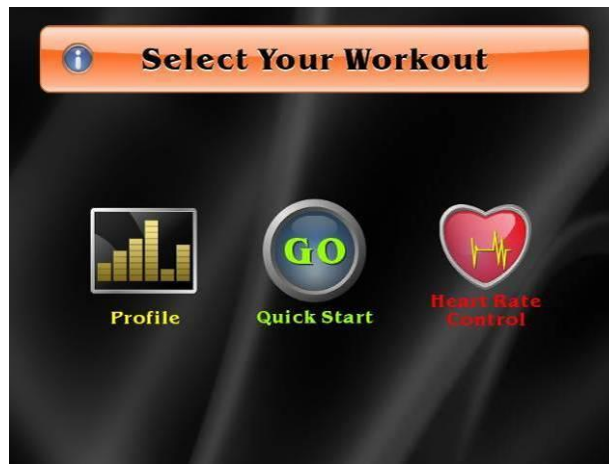 Select Your Workout
GO
Profile
Quick Start
Heart Rate
Control